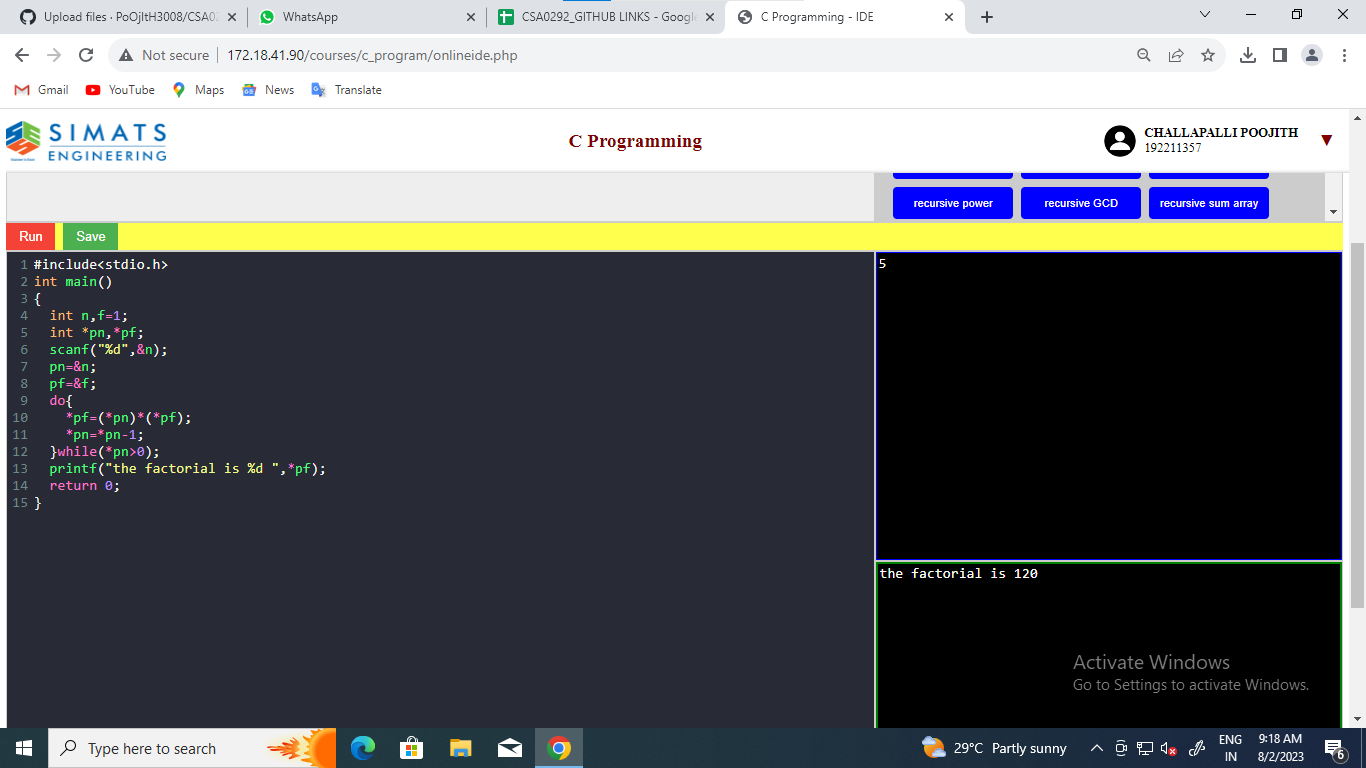 Upload files · PoOjItH3008/CSA02
WhatsApp
CSA0292_GITHUB LINKS - Google
C Programming - IDE
Not secure
172.18.41.90/courses/c_program/onlineide.php
Gmail
YouTube
Maps
News
Translate
SIMATS
ENGINEERING
C Programming
CHALLAPALLI POOJITH
192211357
recursive power
recursive GCD
recursive sum array
Run
Save
1 #include<stdio.h>
2 int main()
3 {
4   int n,f=1;
5   int *pn,*pf;
6   scanf("%d",&n);
7   pn=&n;
8   pf=&f;
9   do{
10     *pf=(*pn)*(*pf);
11     *pn=*pn-1;
12   }while(*pn>0);
13   printf("the factorial is %d ",*pf);
14   return 0;
15 }
5
the factorial is 120
Activate Windows
Go to Settings to activate Windows.
Type here to search
29°C Partly sunny
ENG
IN
9:18 AM
8/2/2023
6